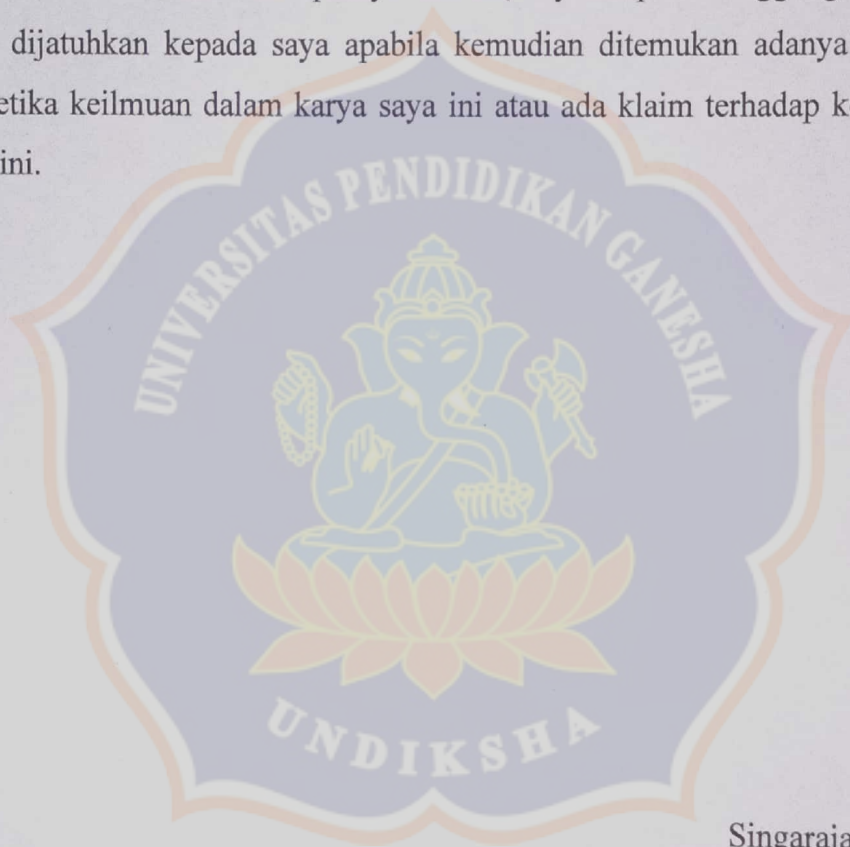 dijatuhkan kepada saya apabila kemudian ditemukan adanya
etika keilmuan dalam karya saya ini atau ada klaim terhadap k
ini.
UNIVERSITAS PENDIDIKAN GANESHA
UNDIKSHA
Singaraja